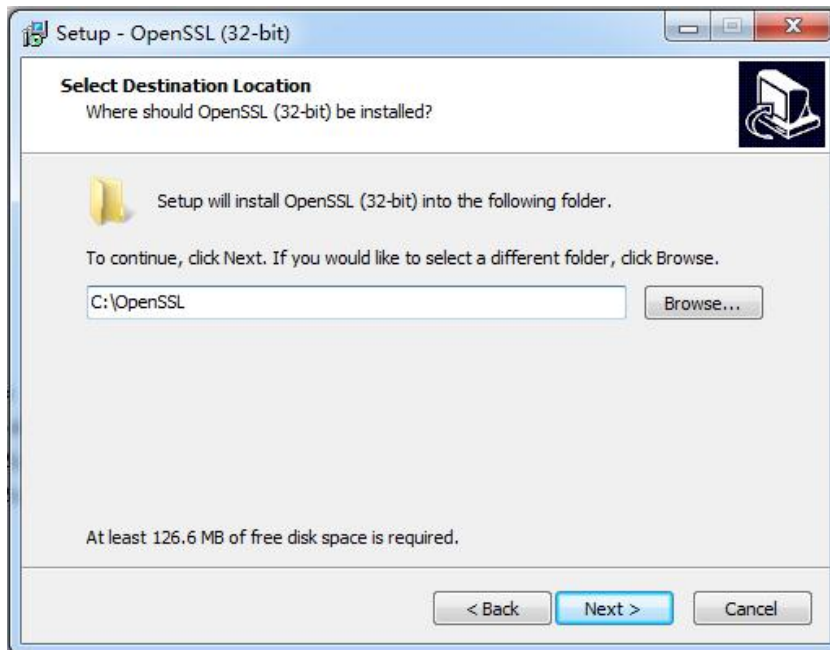 Setup - OpenSSL (32-bit)
Select Destination Location
Where should OpenSSL (32-bit) be installed?
Setup will install OpenSSL (32-bit) into the following folder.
To continue, click Next. If you would like to select a different folder, click Browse.
C:\OpenSSL
Browse...
At least 126.6 MB of free disk space is required.
< Back
Next >
Cancel